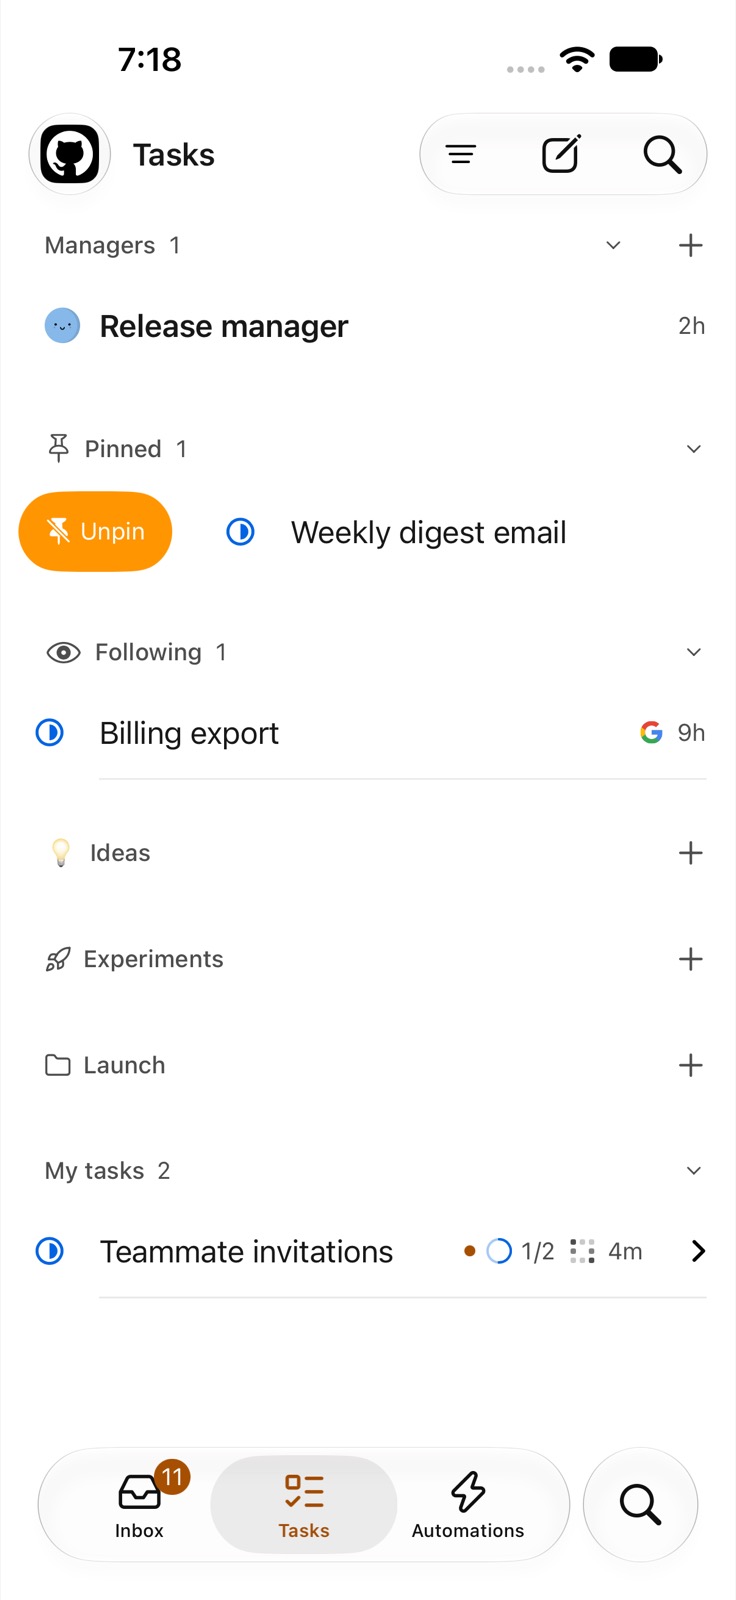 7:18
Tasks
Managers 1
Release manager 2h
Pinned 1
Unpin Weekly digest email
Following 1
Billing export 9h
Ideas
Experiments
Launch
My tasks 2
Teammate invitations 1/2 4m
11
Inbox Tasks Automations